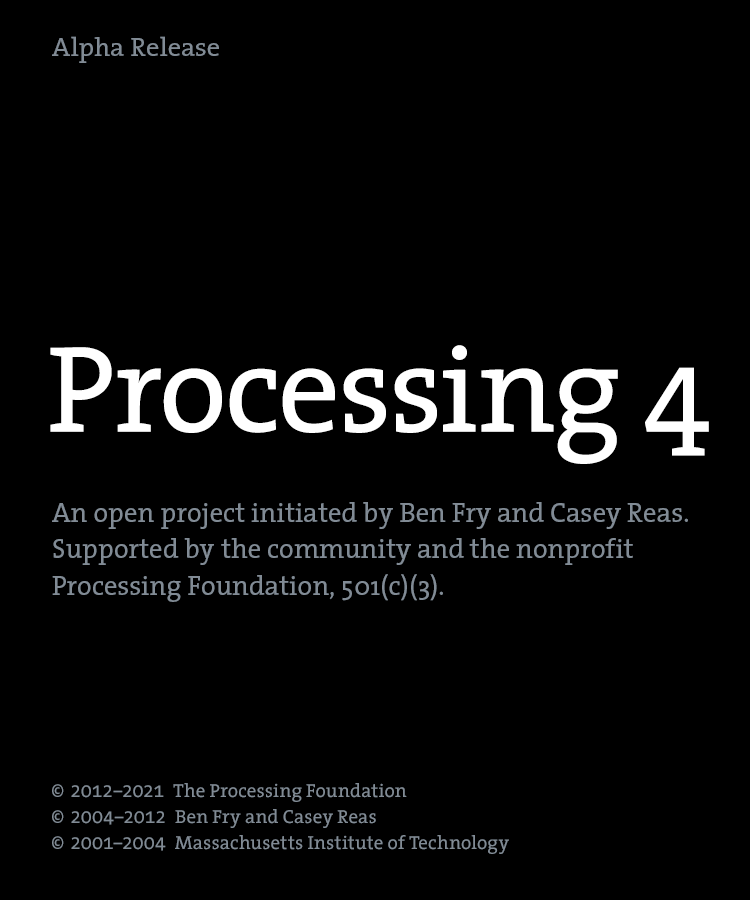 Alpha Release
Processing 4
An open project initiated by Ben Fry and Casey Reas.
Supported by the community and the nonprofit
Processing Foundation, 501(c)(3).
© 2012–2021 The Processing Foundation
© 2004–2012 Ben Fry and Casey Reas
© 2001–2004 Massachusetts Institute of Technology